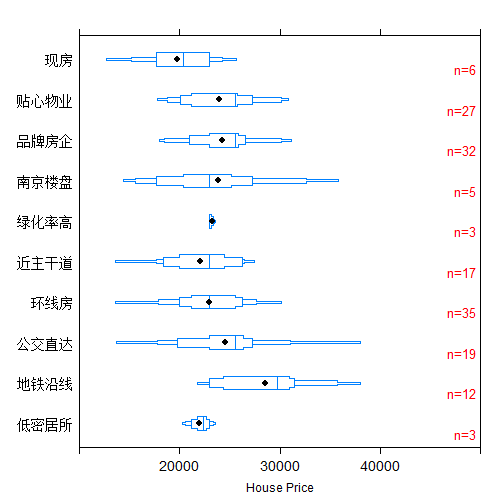 现房
n=6
贴心物业
n=27
品牌房企
n=32
南京楼盘
n=5
绿化率高
n=3
近主干道
n=17
环线房
n=35
公交直达
n=19
地铁沿线
n=12
低密居所
n=3
20000 30000 40000
House Price